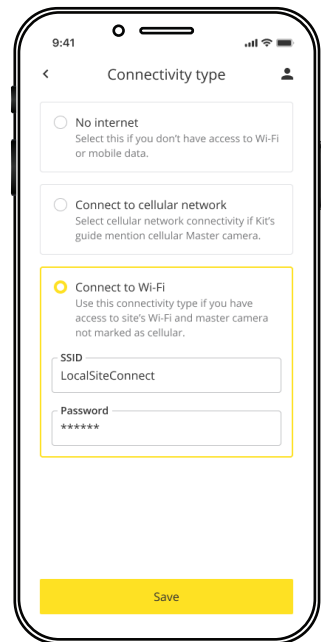 9:41
Connectivity type
No internet
Select this if you don't have access to Wi-Fi
or mobile data.
Connect to cellular network
Select cellular network connectivity if Kit's
guide mention cellular Master camera.
Connect to Wi-Fi
Use this connectivity type if you have
access to site's Wi-Fi and master camera
not marked as cellular.
SSID
LocalSiteConnect
Password
******
Save